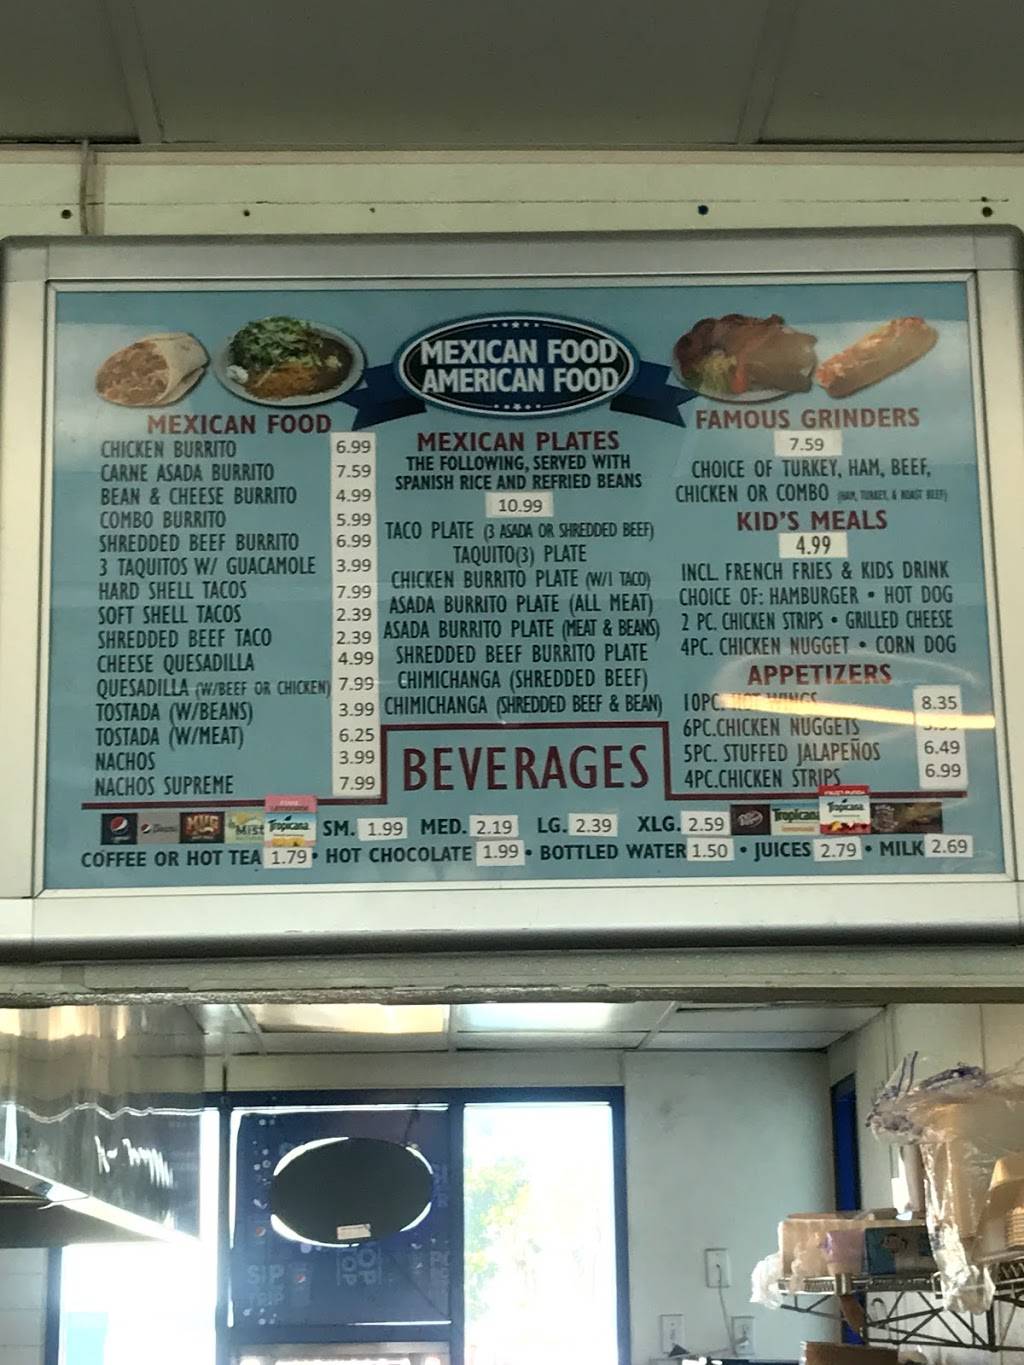 MEXICAN FOOD
AMERICAN FOOD
MEXICAN FOOD
CHICKEN BURRITO 6.99
CARNE ASADA BURRITO 7.59
BEAN & CHEESE BURRITO 4.99
COMBO BURRITO 5.99
SHREDDED BEEF BURRITO 6.99
3 TAQUITOS W/ GUACAMOLE 3.99
HARD SHELL TACOS 7.99
SOFT SHELL TACOS 2.39
SHREDDED BEEF TACO 2.39
CHEESE QUESADILLA 4.99
QUESADILLA (W/BEEF OR CHICKEN) 7.99
TOSTADA (W/BEANS) 3.99
TOSTADA (W/MEAT) 6.25
NACHOS 3.99
NACHOS SUPREME 7.99
MEXICAN PLATES
THE FOLLOWING, SERVED WITH
SPANISH RICE AND REFRIED BEANS
10.99
TACO PLATE (3 ASADA OR SHREDDED BEEF)
TAQUITO(3) PLATE
CHICKEN BURRITO PLATE (W/1 TACO)
ASADA BURRITO PLATE (ALL MEAT)
ASADA BURRITO PLATE (MEAT & BEANS)
SHREDDED BEEF BURRITO PLATE
CHIMICHANGA (SHREDDED BEEF)
CHIMICHANGA (SHREDDED BEEF & BEAN)
FAMOUS GRINDERS
7.59
CHOICE OF TURKEY, HAM, BEEF,
CHICKEN OR COMBO (HAM, TURKEY, & ROAST BEEF)
KID'S MEALS
4.99
INCL. FRENCH FRIES & KIDS DRINK
CHOICE OF: HAMBURGER • HOT DOG
2 PC. CHICKEN STRIPS • GRILLED CHEESE
4PC. CHICKEN NUGGET • CORN DOG
APPETIZERS
10PC. HOT WINGS 8.35
6PC.CHICKEN NUGGETS
5PC. STUFFED JALAPEÑOS 6.49
4PC.CHICKEN STRIPS 6.99
BEVERAGES
pepsi MUG Mist Tropicana SM. 1.99 MED. 2.19 LG. 2.39 XLG. 2.59 Tropicana Tropicana
COFFEE OR HOT TEA 1.79 • HOT CHOCOLATE 1.99 • BOTTLED WATER 1.50 • JUICES 2.79 • MILK 2.69
SIP